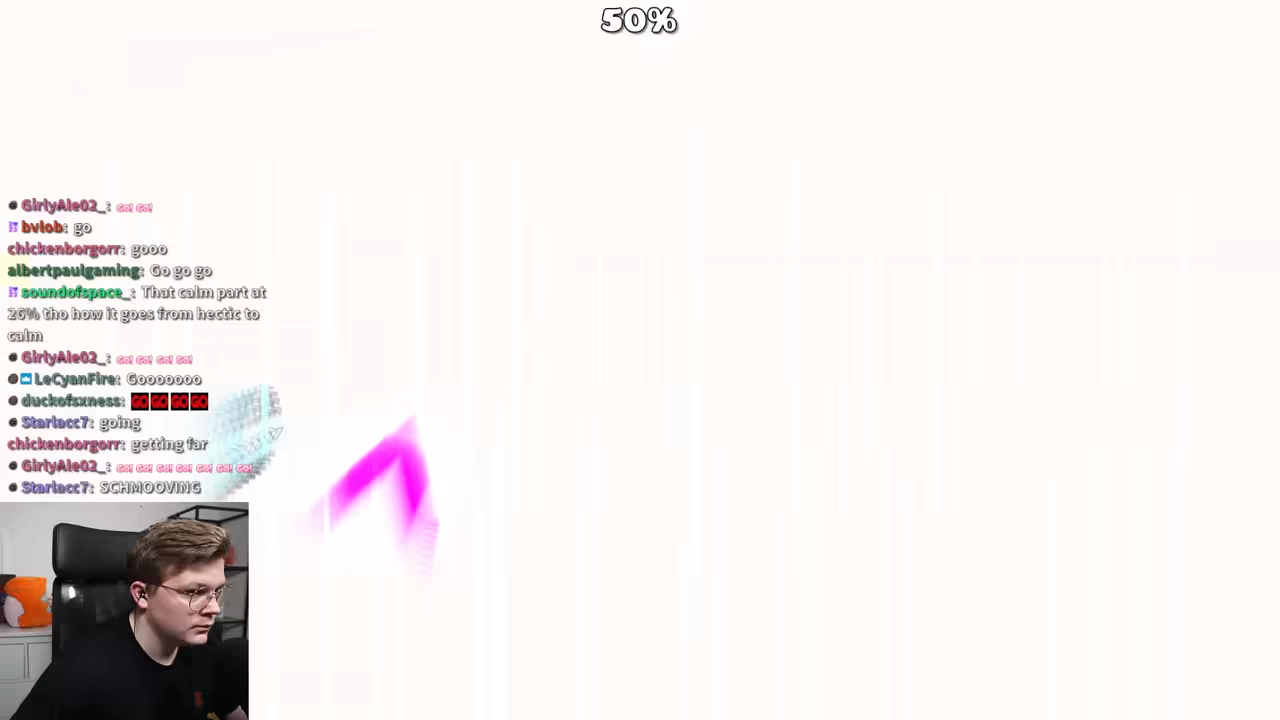 50%
GirlyAle02_: GO! GO!
bvlob: go
chickenborgorr: gooo
albertpaulgaming: Go go go
soundofspace_: That calm part at
26% tho how it goes from hectic to
calm
GirlyAle02_: GO! GO! GO! GO!
LeCyanFire: Gooooooo
duckofsxness: GO GO GO GO
Starlacc7: going
chickenborgorr: getting far
GirlyAle02_: GO! GO! GO! GO! GO! GO! GO!
Starlacc7: SCHMOOVING